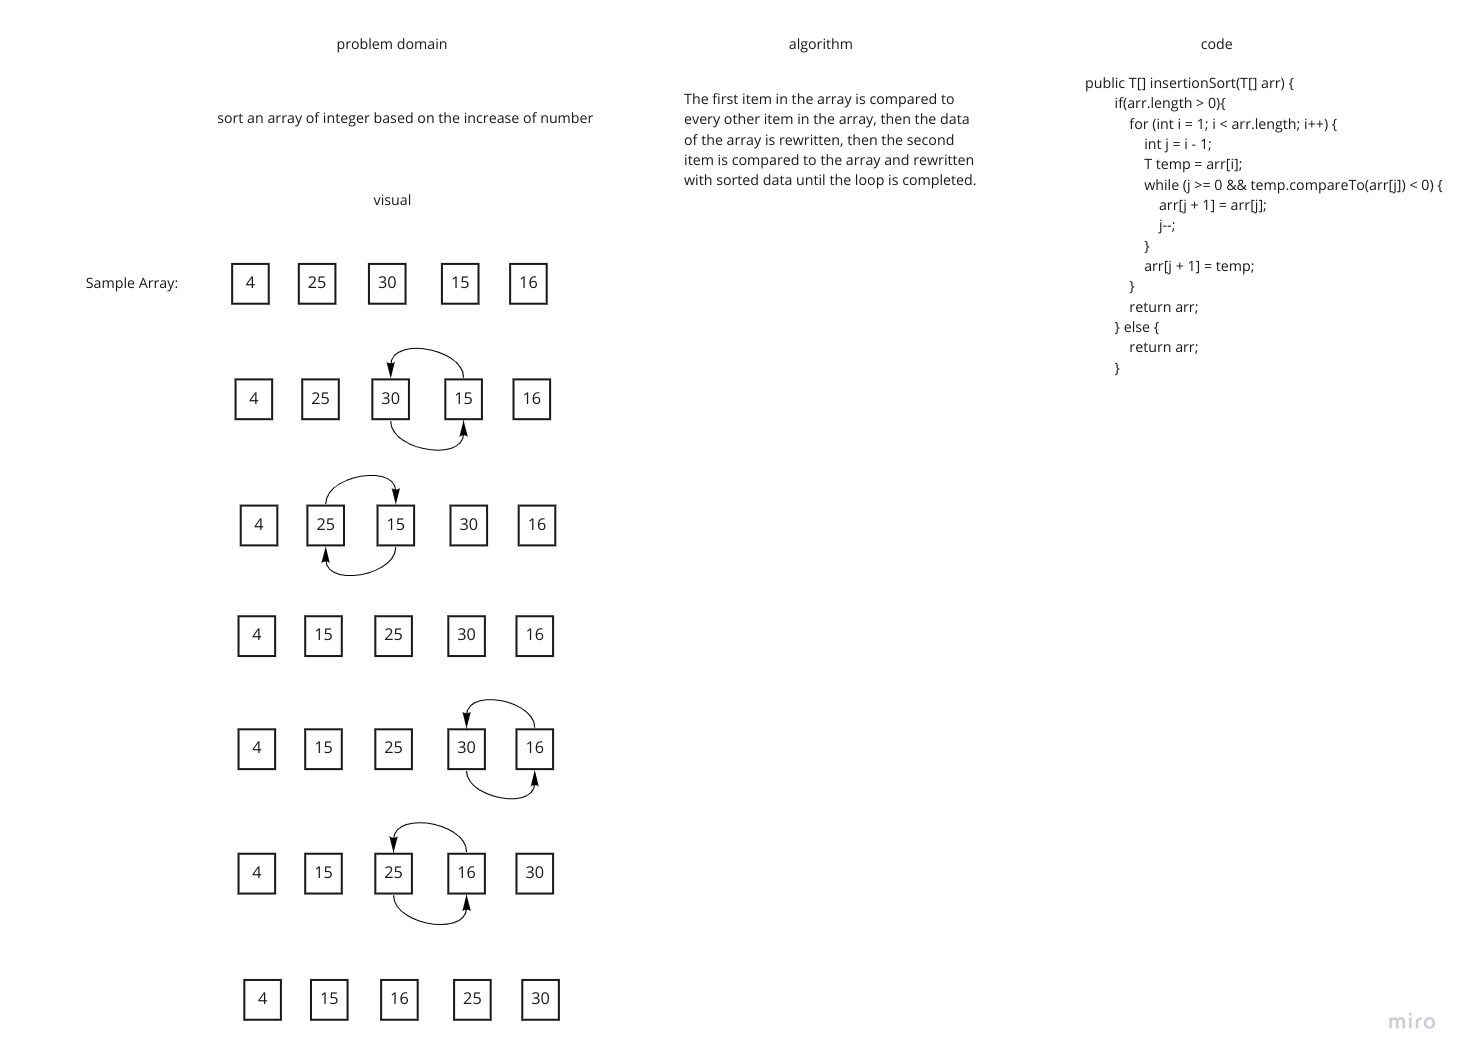 problem domain
sort an array of integer based on the increase of number
visual
Sample Array:
4 25 30 15 16
4 25 30 15 16
4 25 15 30 16
4 15 25 30 16
4 15 25 30 16
4 15 25 16 30
4 15 16 25 30
algorithm
The first item in the array is compared to
every other item in the array, then the data
of the array is rewritten, then the second
item is compared to the array and rewritten
with sorted data until the loop is completed.
code
public T[] insertionSort(T[] arr) {
if(arr.length > 0){
for (int i = 1; i < arr.length; i++) {
int j = i - 1;
T temp = arr[i];
while (j >= 0 && temp.compareTo(arr[j]) < 0) {
arr[j + 1] = arr[j];
j--;
}
arr[j + 1] = temp;
}
return arr;
} else {
return arr;
}
miro